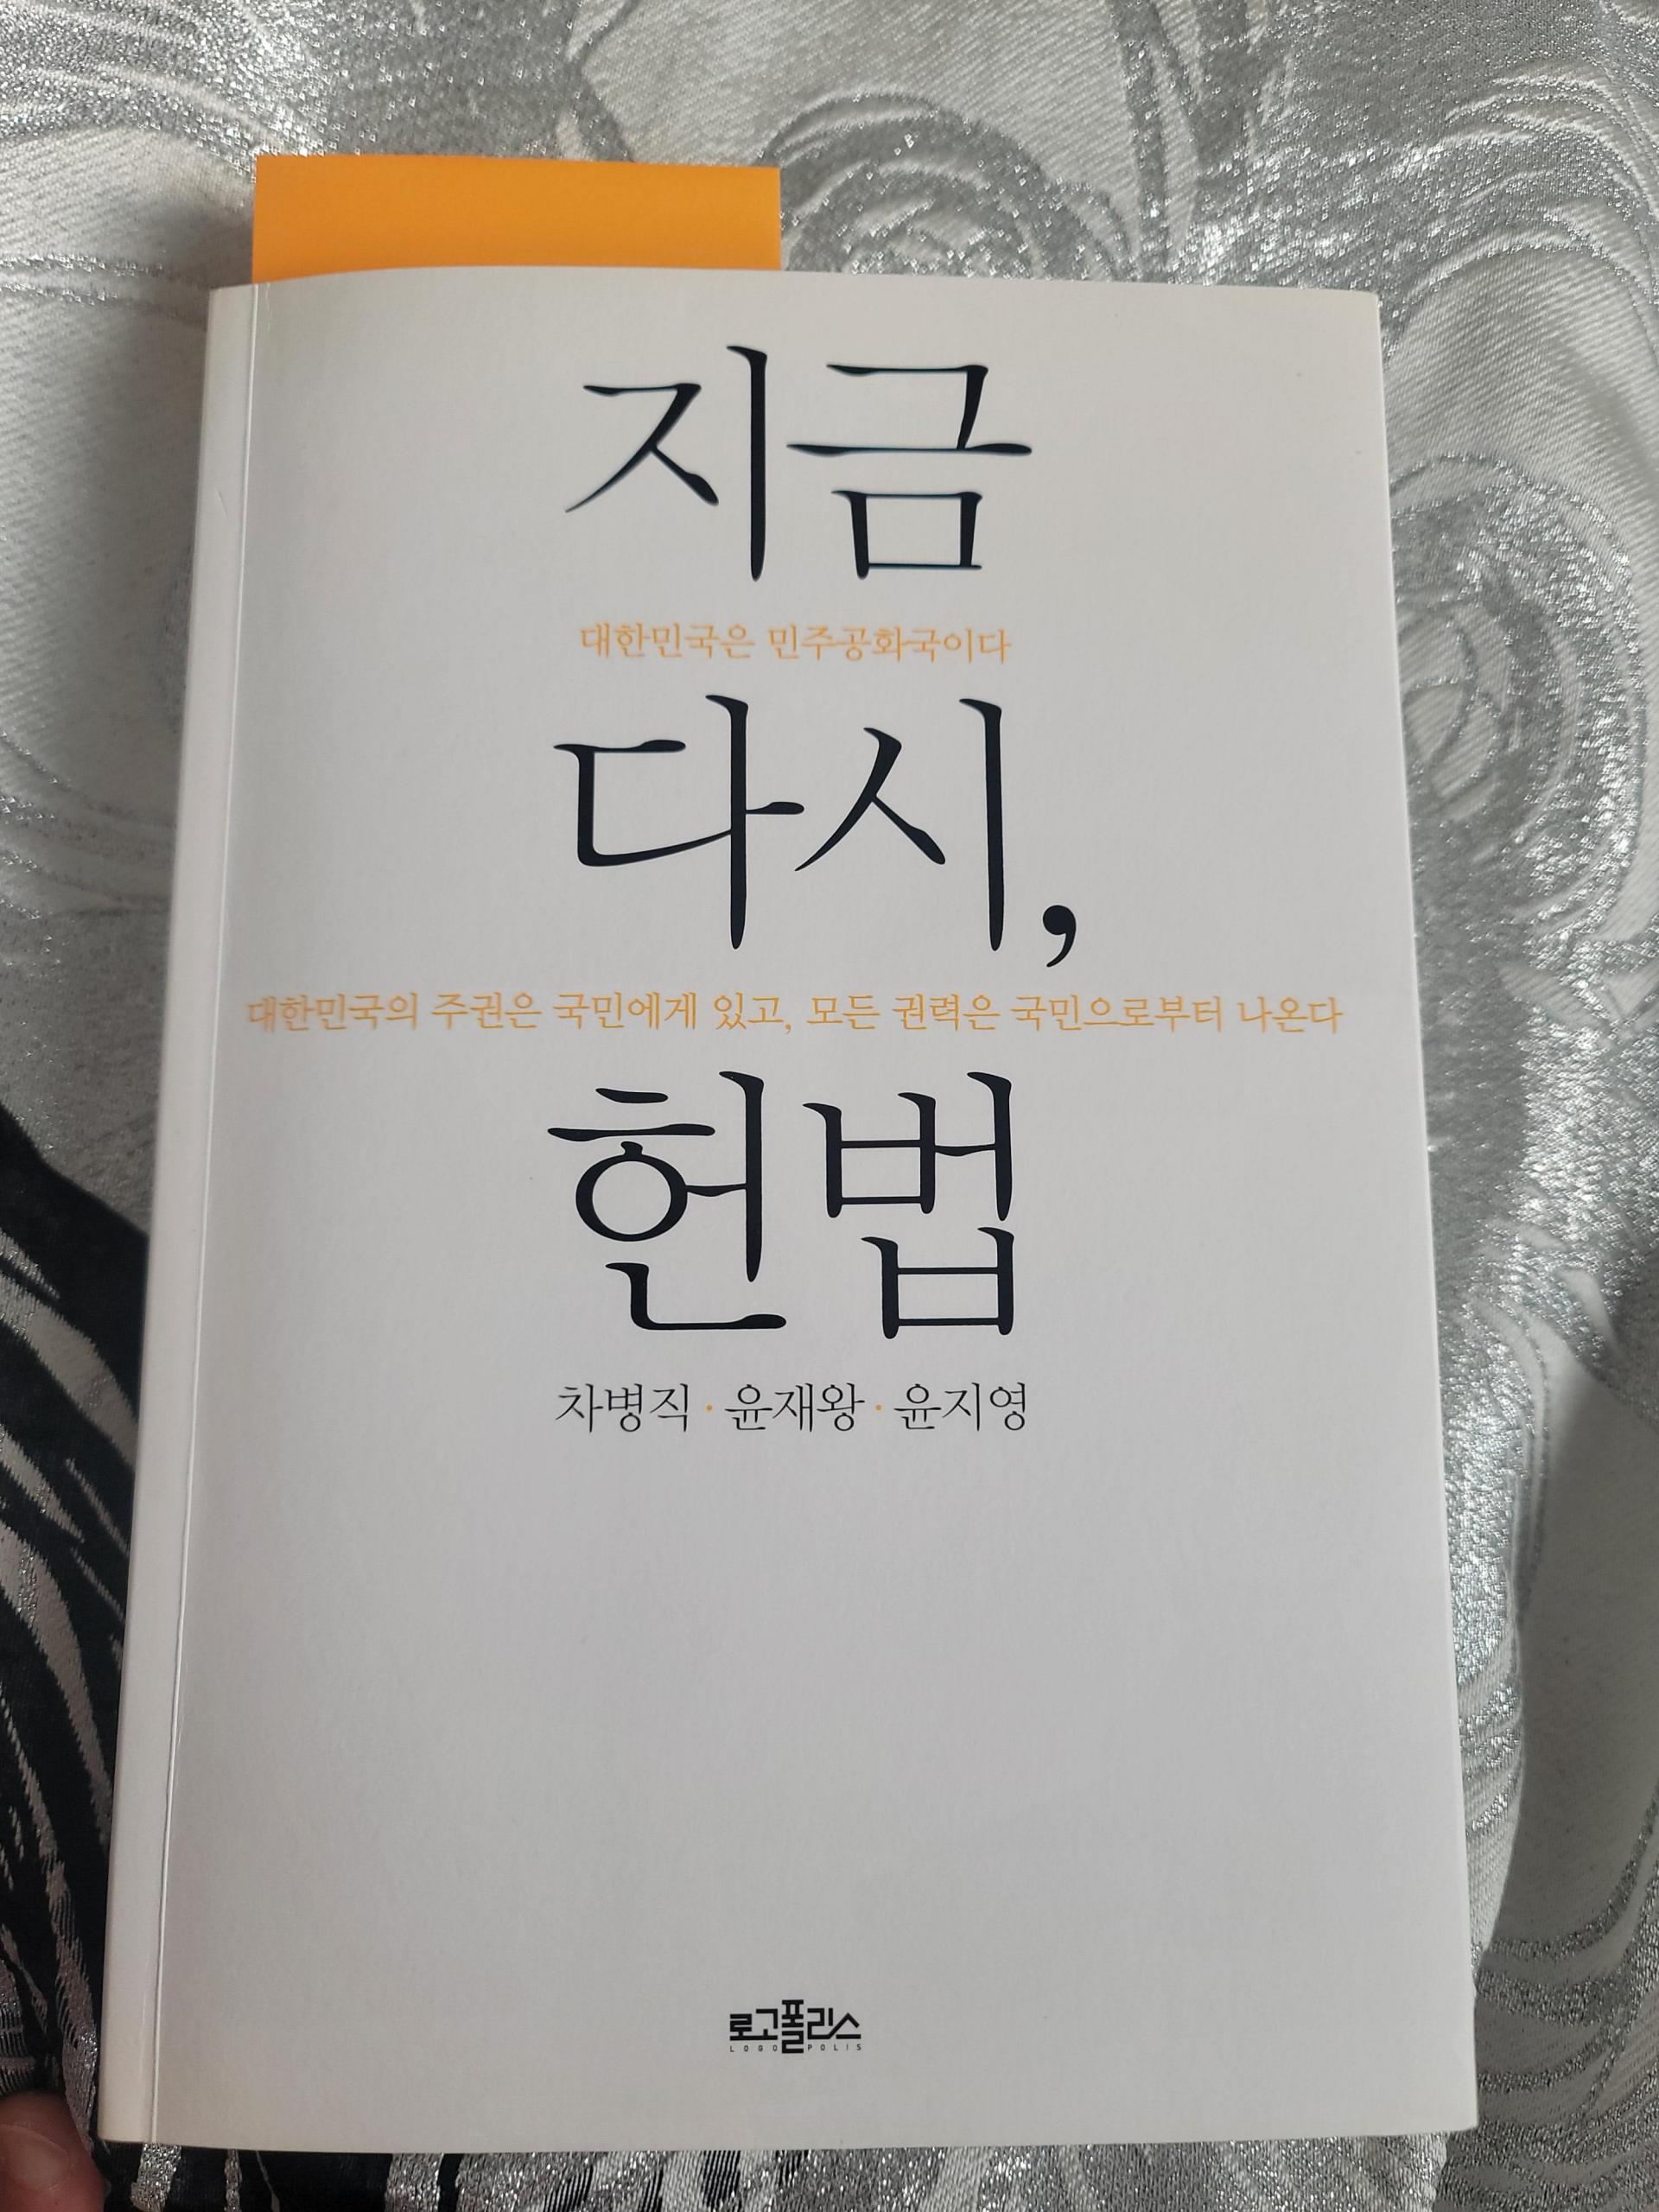 지금
대한민국은 민주공화국이다
다시,
대한민국의 주권은 국민에게 있고, 모든 권력은 국민으로부터 나온다
헌법
차병직·윤재왕·윤지영
로고폴리스
LOGO POLIS